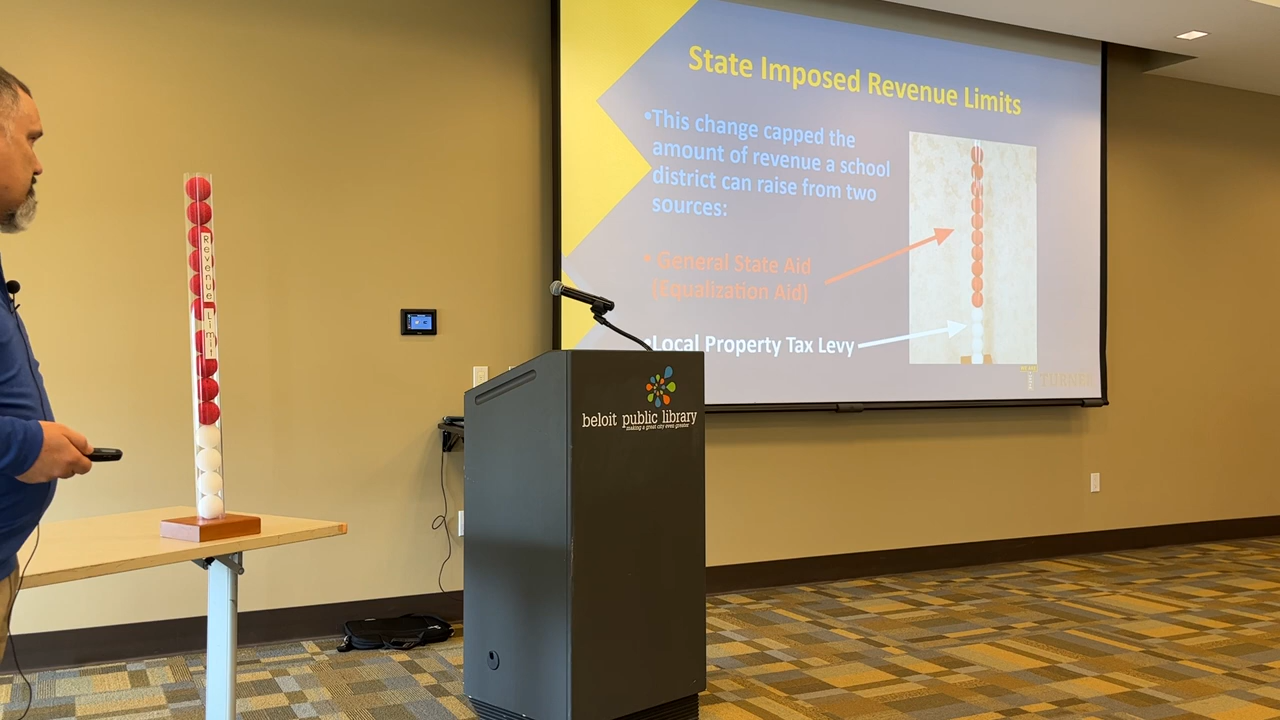 State Imposed Revenue Limits
•This change capped the
amount of revenue a school
district can raise from two
sources:
• General State Aid
(Equalization Aid)
•Local Property Tax Levy
TURNER
Revenue Limit
beloit public library
making a great city even greater